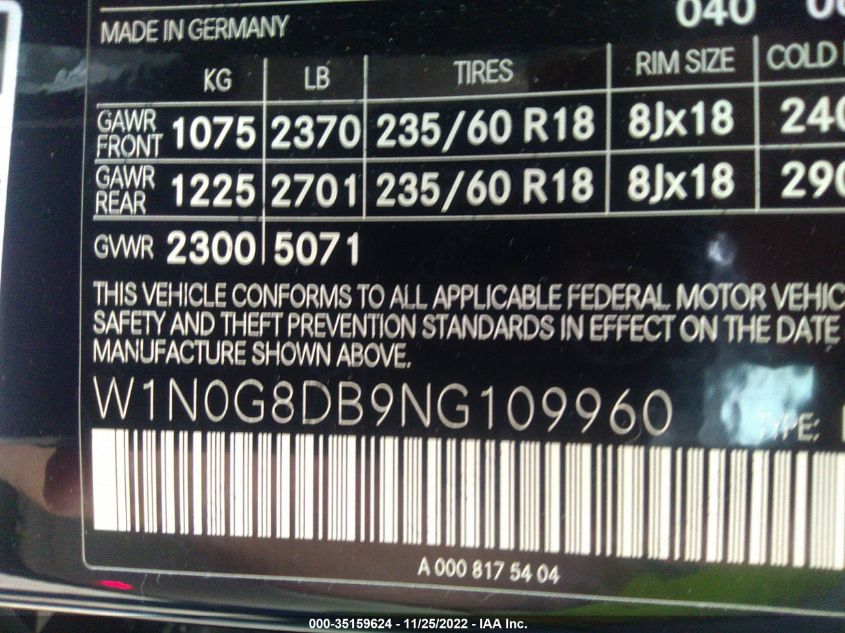 040
MADE IN GERMANY
KG LB TIRES RIM SIZE COLD
GAWR FRONT 1075 2370 235/60 R18 8Jx18 240
GAWR REAR 1225 2701 235/60 R18 8Jx18 290
GVWR 2300 5071
THIS VEHICLE CONFORMS TO ALL APPLICABLE FEDERAL MOTOR VEHIC
SAFETY AND THEFT PREVENTION STANDARDS IN EFFECT ON THE DATE
MANUFACTURE SHOWN ABOVE.
W1N0G8DB9NG109960 TYPE:
A 000 817 54 04
000-35159624 - 11/25/2022 - IAA Inc.